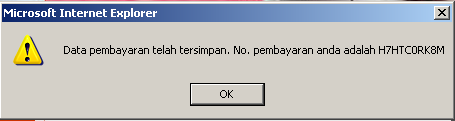 Microsoft Internet Explorer
Data pembayaran telah tersimpan. No. pembayaran anda adalah H7HTC0RK8M
OK